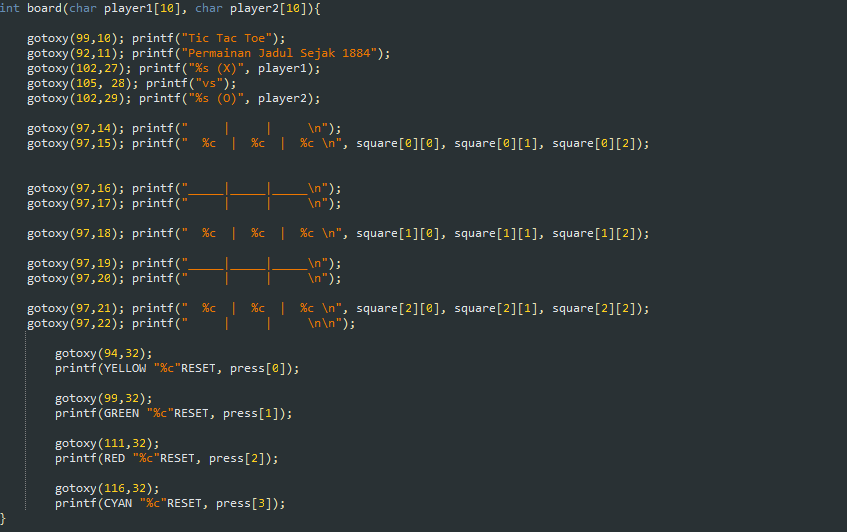 int board(char player1[10], char player2[10]){
gotoxy(99,10); printf("Tic Tac Toe");
gotoxy(92,11); printf("Permainan Jadul Sejak 1884");
gotoxy(102,27); printf("%s (X)", player1);
gotoxy(105, 28); printf("vs");
gotoxy(102,29); printf("%s (O)", player2);
gotoxy(97,14); printf("     |     |     \n");
gotoxy(97,15); printf("  %c  |  %c  |  %c \n", square[0][0], square[0][1], square[0][2]);
gotoxy(97,16); printf("_____|_____|_____\n");
gotoxy(97,17); printf("     |     |     \n");
gotoxy(97,18); printf("  %c  |  %c  |  %c \n", square[1][0], square[1][1], square[1][2]);
gotoxy(97,19); printf("_____|_____|_____\n");
gotoxy(97,20); printf("     |     |     \n");
gotoxy(97,21); printf("  %c  |  %c  |  %c \n", square[2][0], square[2][1], square[2][2]);
gotoxy(97,22); printf("     |     |     \n\n");
gotoxy(94,32);
printf(YELLOW "%c"RESET, press[0]);
gotoxy(99,32);
printf(GREEN "%c"RESET, press[1]);
gotoxy(111,32);
printf(RED "%c"RESET, press[2]);
gotoxy(116,32);
printf(CYAN "%c"RESET, press[3]);
}